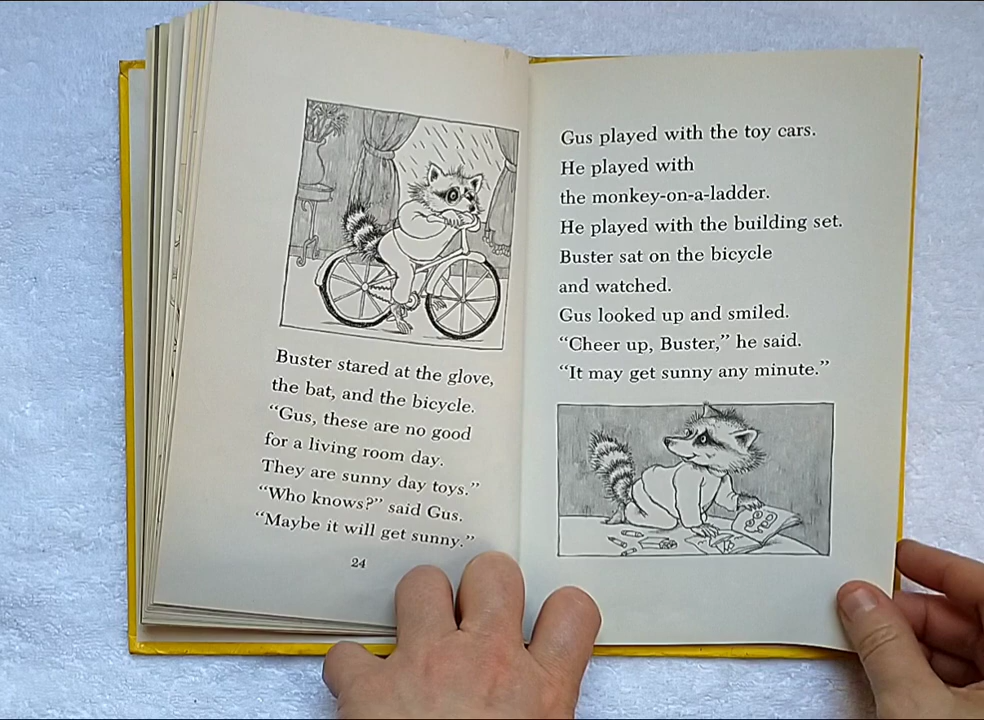 Buster stared at the glove,
the bat, and the bicycle.
“Gus, these are no good
for a living room day.
They are sunny day toys.”
“Who knows?” said Gus.
“Maybe it will get sunny.”
24
Gus played with the toy cars.
He played with
the monkey-on-a-ladder.
He played with the building set.
Buster sat on the bicycle
and watched.
Gus looked up and smiled.
“Cheer up, Buster,” he said.
“It may get sunny any minute.”